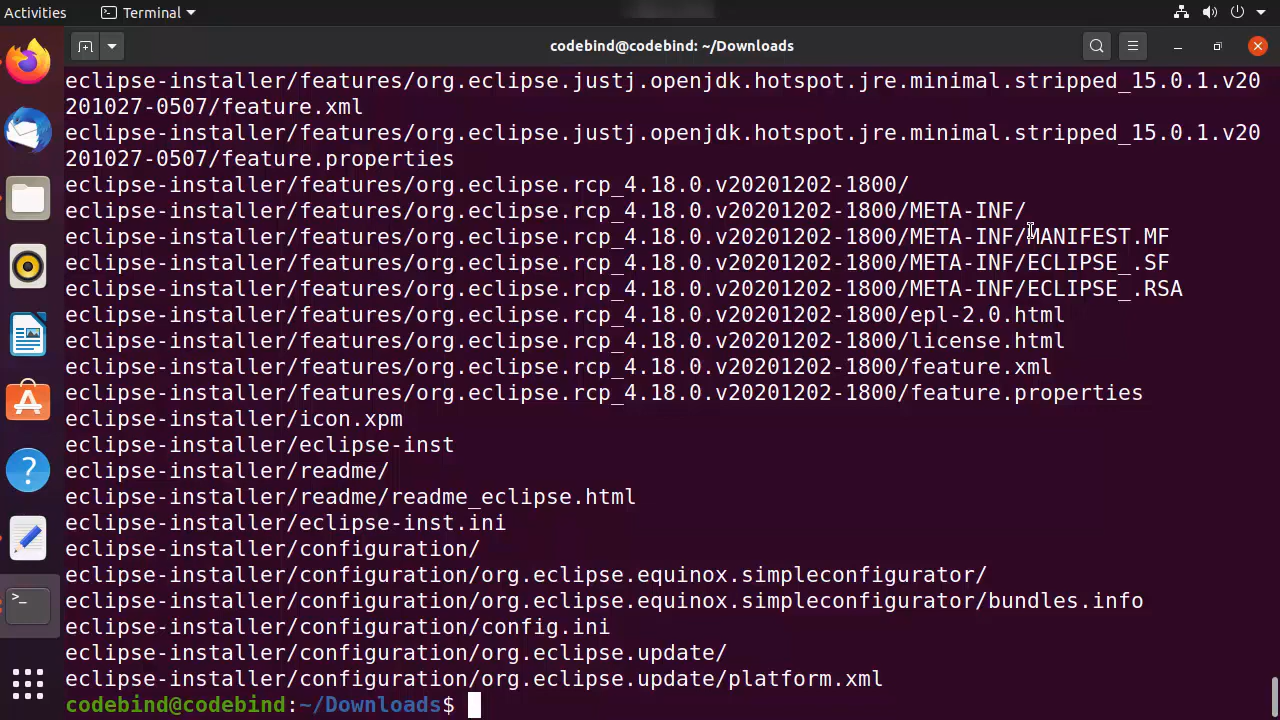 Activities
Terminal
codebind@codebind: ~/Downloads
eclipse-installer/features/org.eclipse.justj.openjdk.hotspot.jre.minimal.stripped_15.0.1.v20
201027-0507/feature.xml
eclipse-installer/features/org.eclipse.justj.openjdk.hotspot.jre.minimal.stripped_15.0.1.v20
201027-0507/feature.properties
eclipse-installer/features/org.eclipse.rcp_4.18.0.v20201202-1800/
eclipse-installer/features/org.eclipse.rcp_4.18.0.v20201202-1800/META-INF/
eclipse-installer/features/org.eclipse.rcp_4.18.0.v20201202-1800/META-INF/MANIFEST.MF
eclipse-installer/features/org.eclipse.rcp_4.18.0.v20201202-1800/META-INF/ECLIPSE_.SF
eclipse-installer/features/org.eclipse.rcp_4.18.0.v20201202-1800/META-INF/ECLIPSE_.RSA
eclipse-installer/features/org.eclipse.rcp_4.18.0.v20201202-1800/epl-2.0.html
eclipse-installer/features/org.eclipse.rcp_4.18.0.v20201202-1800/license.html
eclipse-installer/features/org.eclipse.rcp_4.18.0.v20201202-1800/feature.xml
eclipse-installer/features/org.eclipse.rcp_4.18.0.v20201202-1800/feature.properties
eclipse-installer/icon.xpm
eclipse-installer/eclipse-inst
eclipse-installer/readme/
eclipse-installer/readme/readme_eclipse.html
eclipse-installer/eclipse-inst.ini
eclipse-installer/configuration/
eclipse-installer/configuration/org.eclipse.equinox.simpleconfigurator/
eclipse-installer/configuration/org.eclipse.equinox.simpleconfigurator/bundles.info
eclipse-installer/configuration/config.ini
eclipse-installer/configuration/org.eclipse.update/
eclipse-installer/configuration/org.eclipse.update/platform.xml
codebind@codebind:~/Downloads$